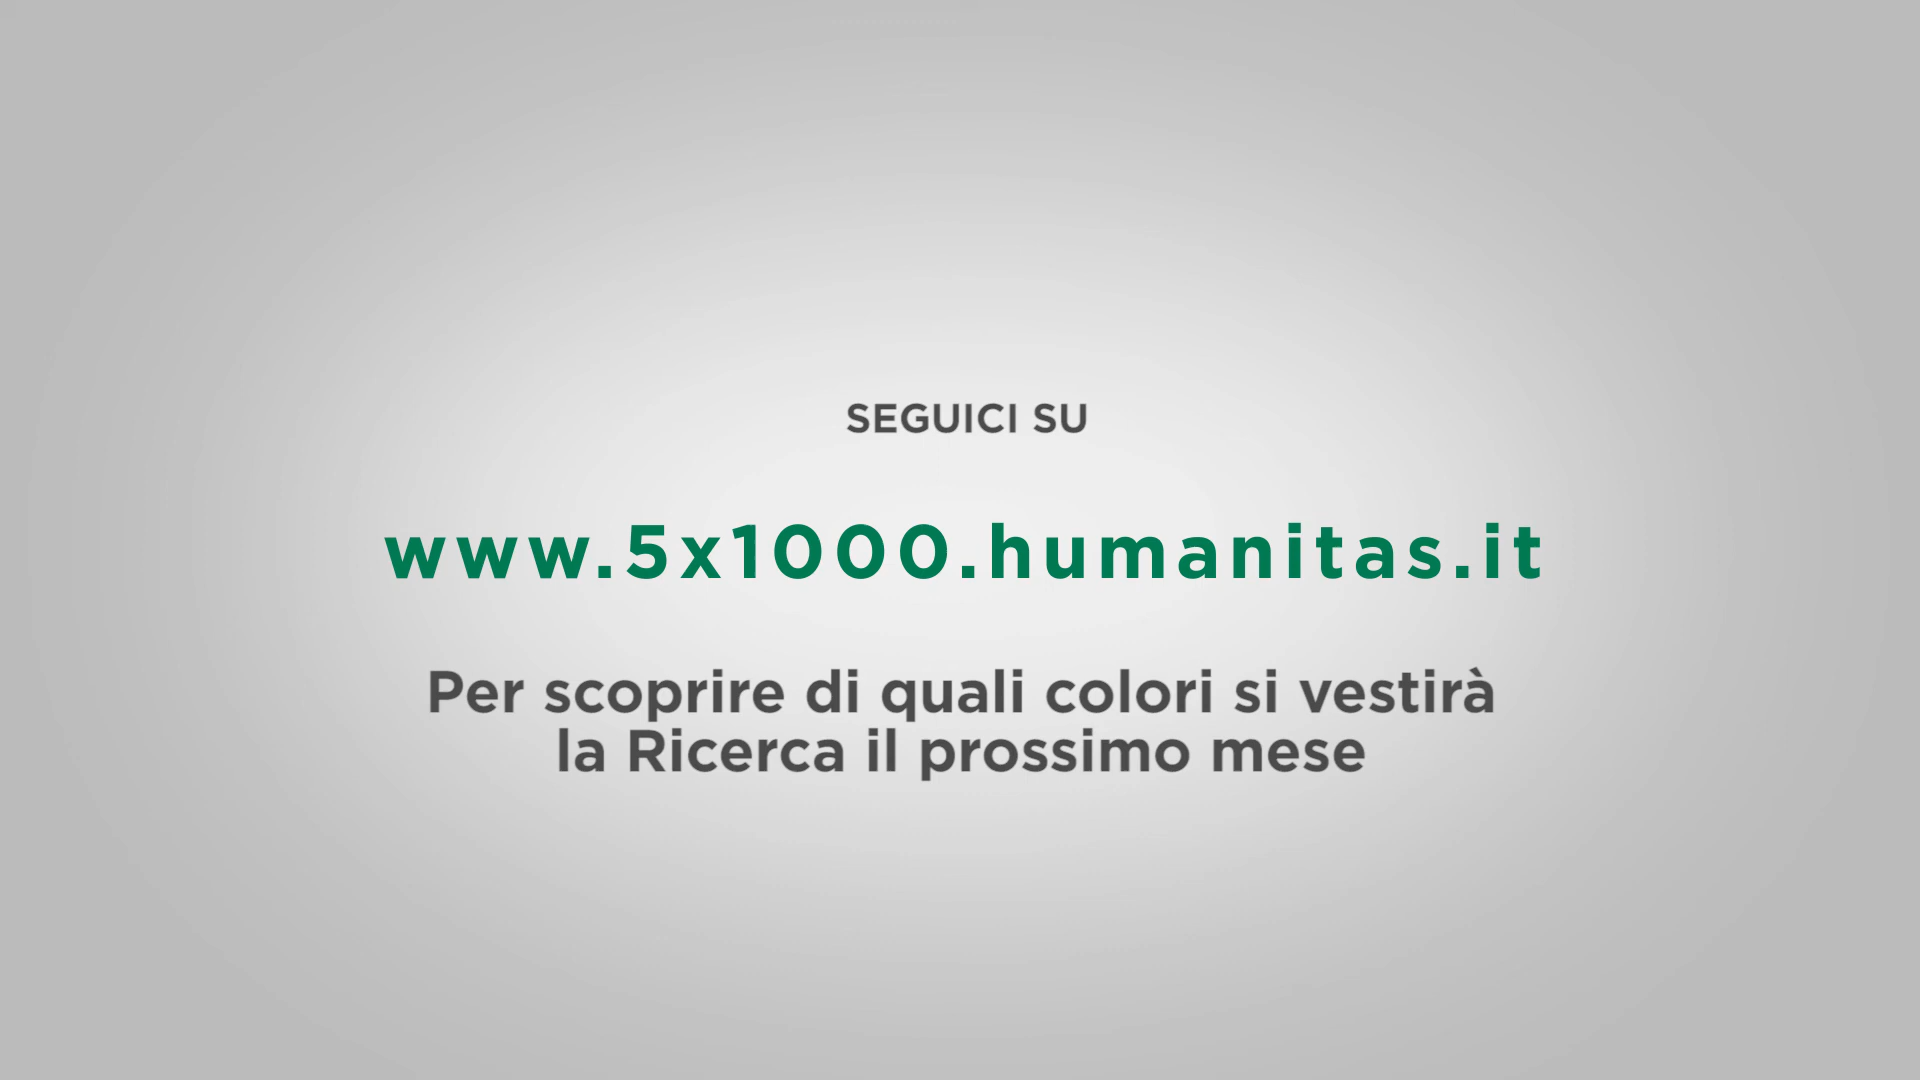 SEGUICI SU
www.5x1000.humanitas.it
Per scoprire di quali colori si vestirà
la Ricerca il prossimo mese